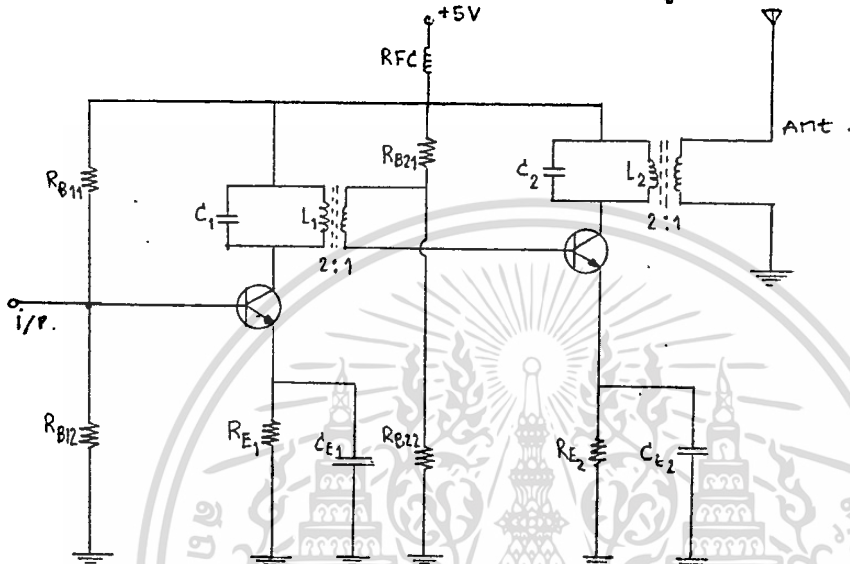 +5V
RFC
Ant.
R_B11
R_B21
C_1
L_1
2:1
C_2
L_2
2:1
i/P.
R_B12
R_E1
C_E1
R_B22
R_E2
C_E2